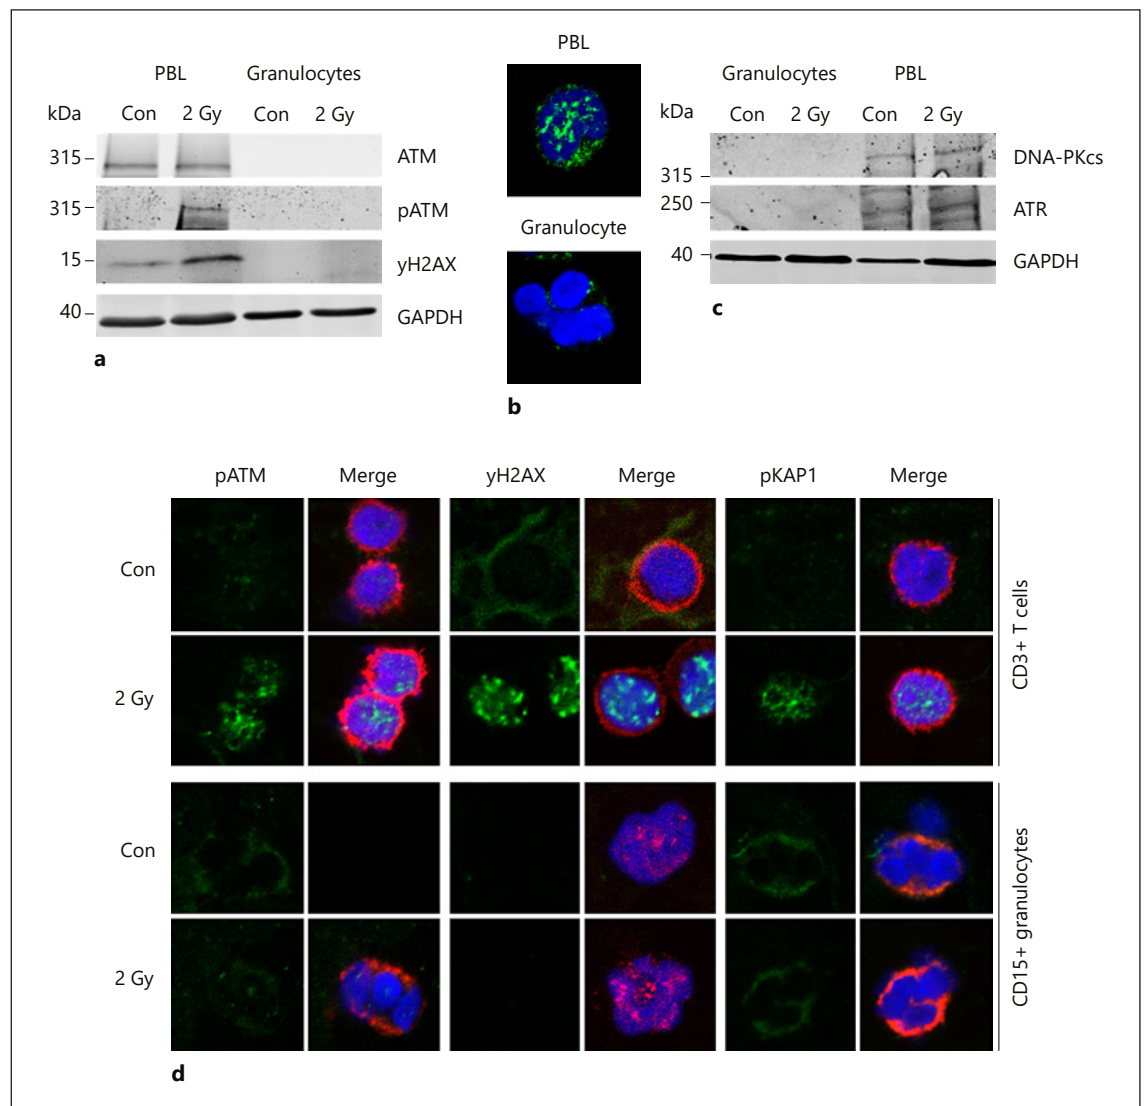 PBL Granulocytes
kDa Con 2 Gy Con 2 Gy
315 ATM
315 pATM
15 yH2AX
40 GAPDH
a
PBL
Granulocyte
b
Granulocytes PBL
kDa Con 2 Gy Con 2 Gy
DNA-PKcs
315
250 ATR
40 GAPDH
c
pATM Merge yH2AX Merge pKAP1 Merge
Con
2 Gy
CD3+ T cells
Con
2 Gy
CD15+ granulocytes
d